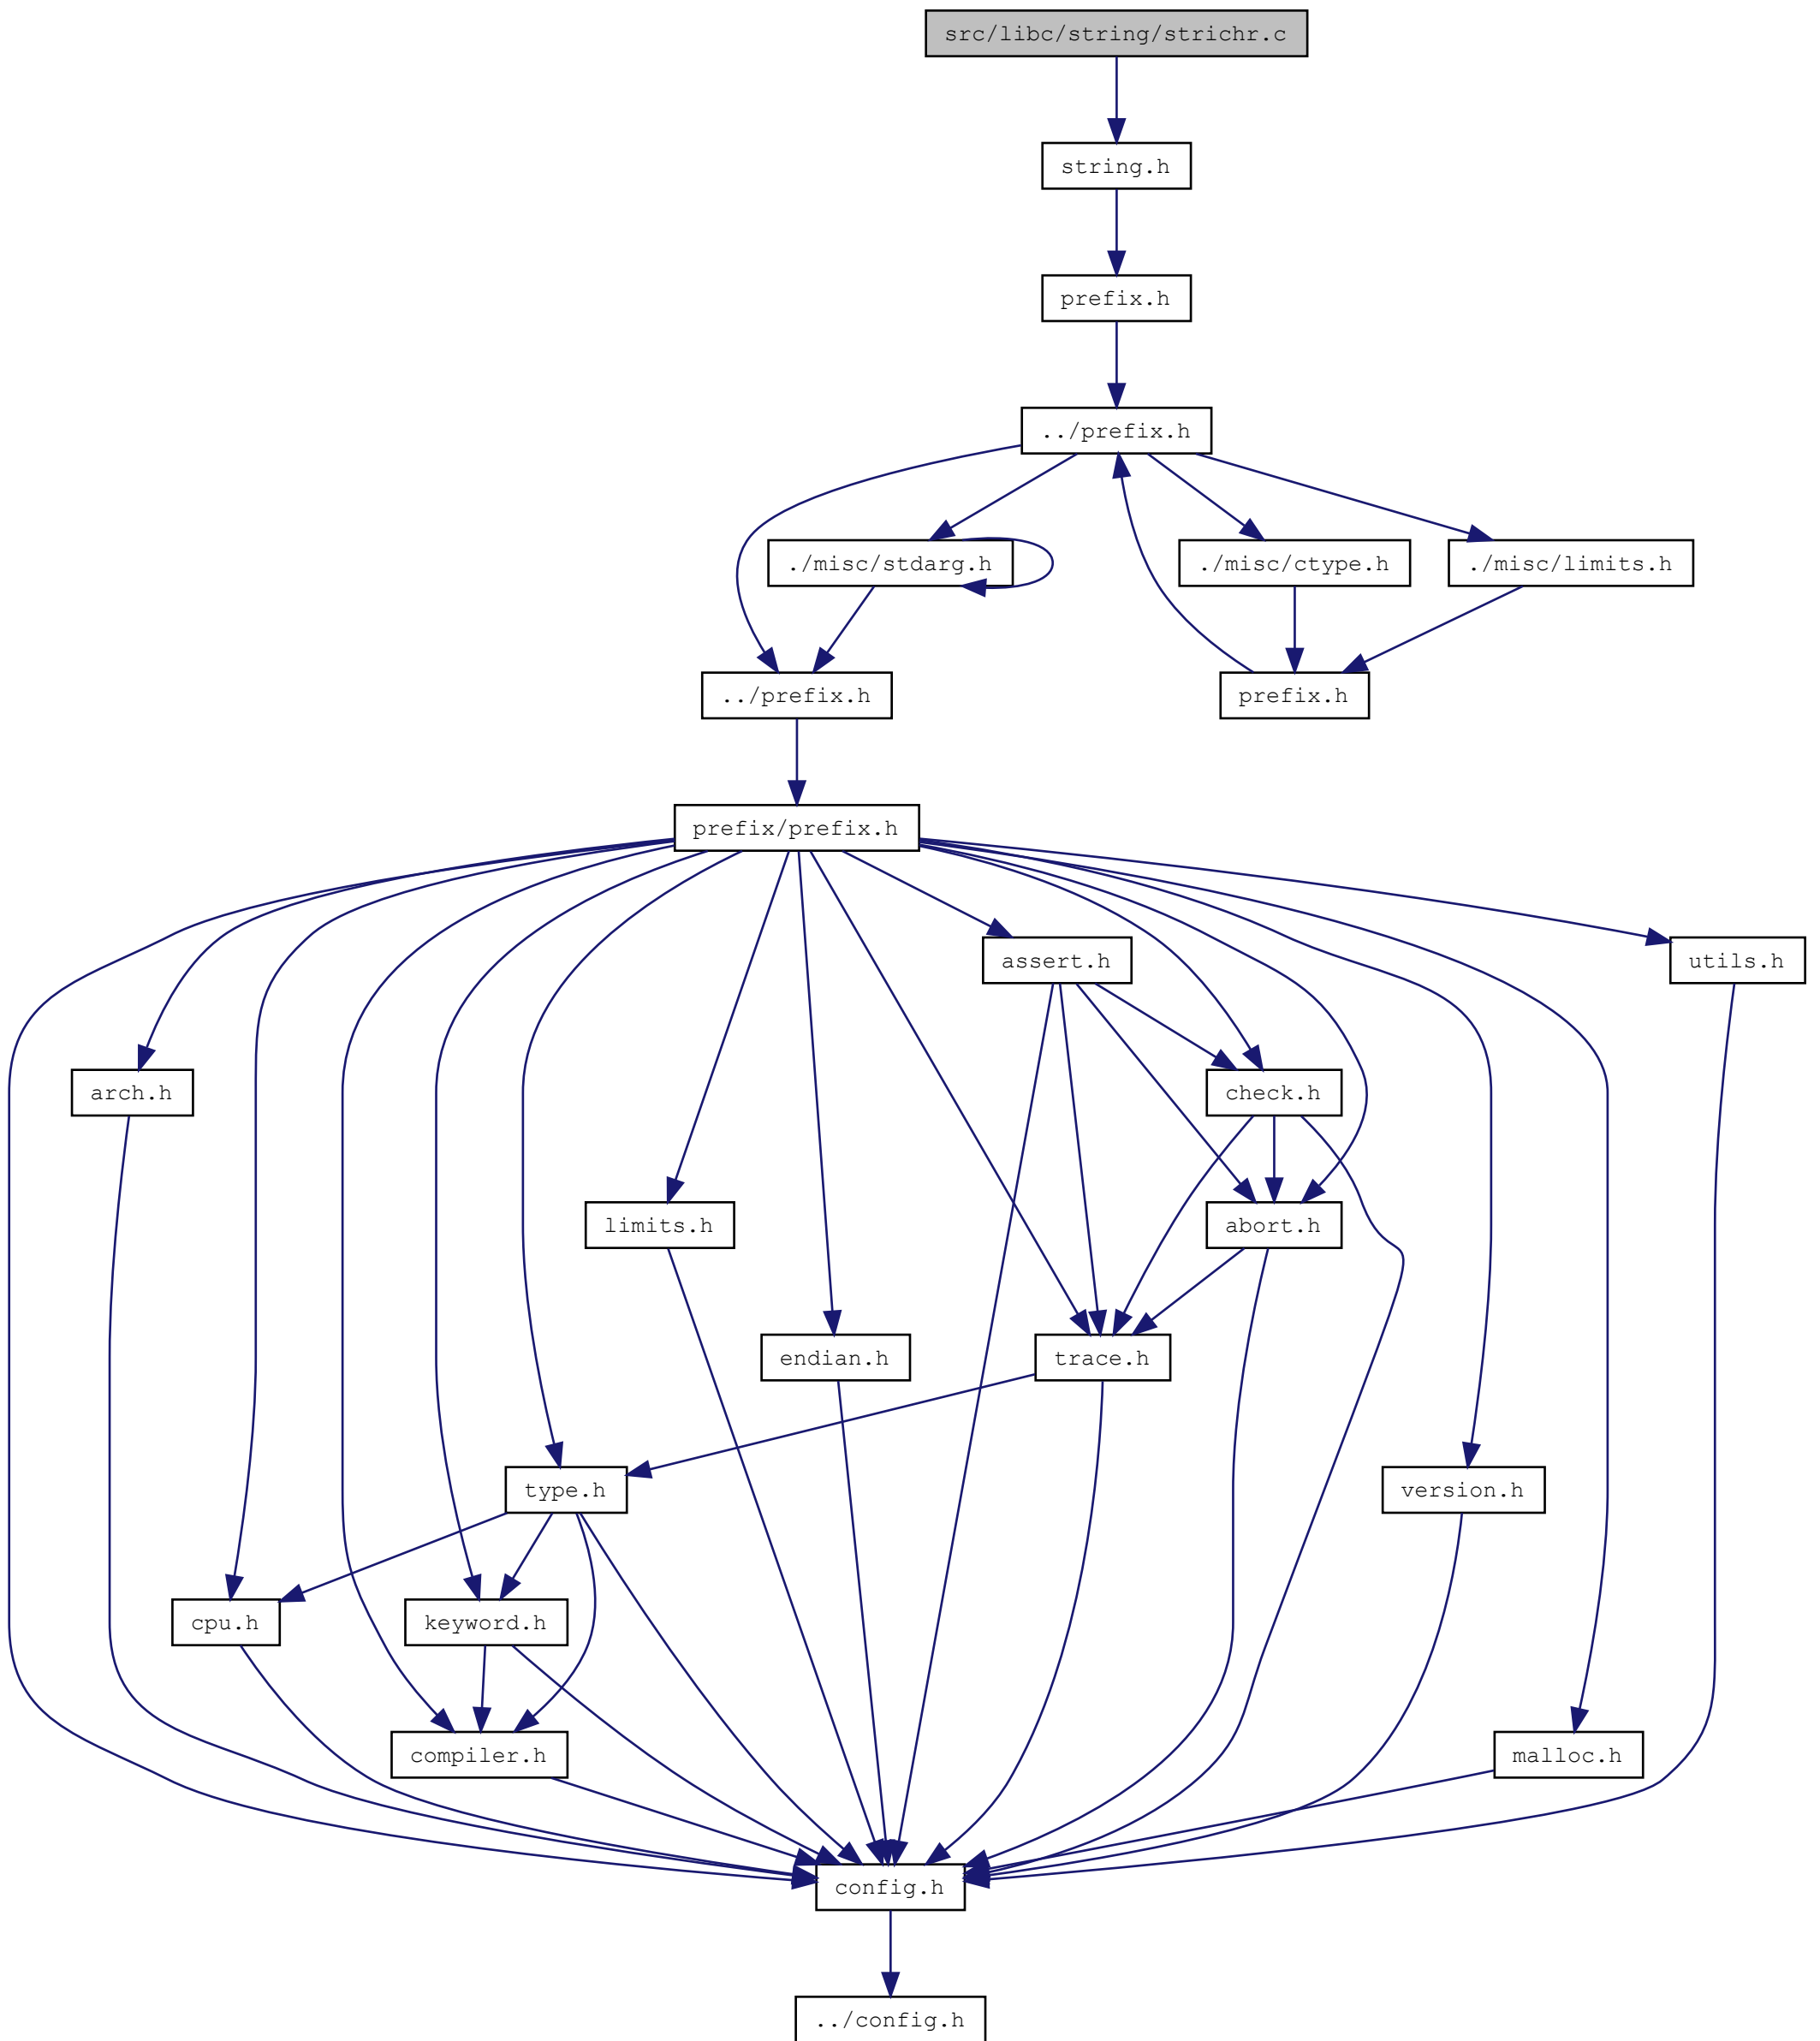 src/libc/string/strichr.c
string.h
prefix.h
../prefix.h
./misc/stdarg.h
./misc/ctype.h
./misc/limits.h
../prefix.h
prefix.h
prefix/prefix.h
assert.h
utils.h
arch.h
check.h
limits.h
abort.h
endian.h
trace.h
type.h
version.h
cpu.h
keyword.h
compiler.h
malloc.h
config.h
../config.h